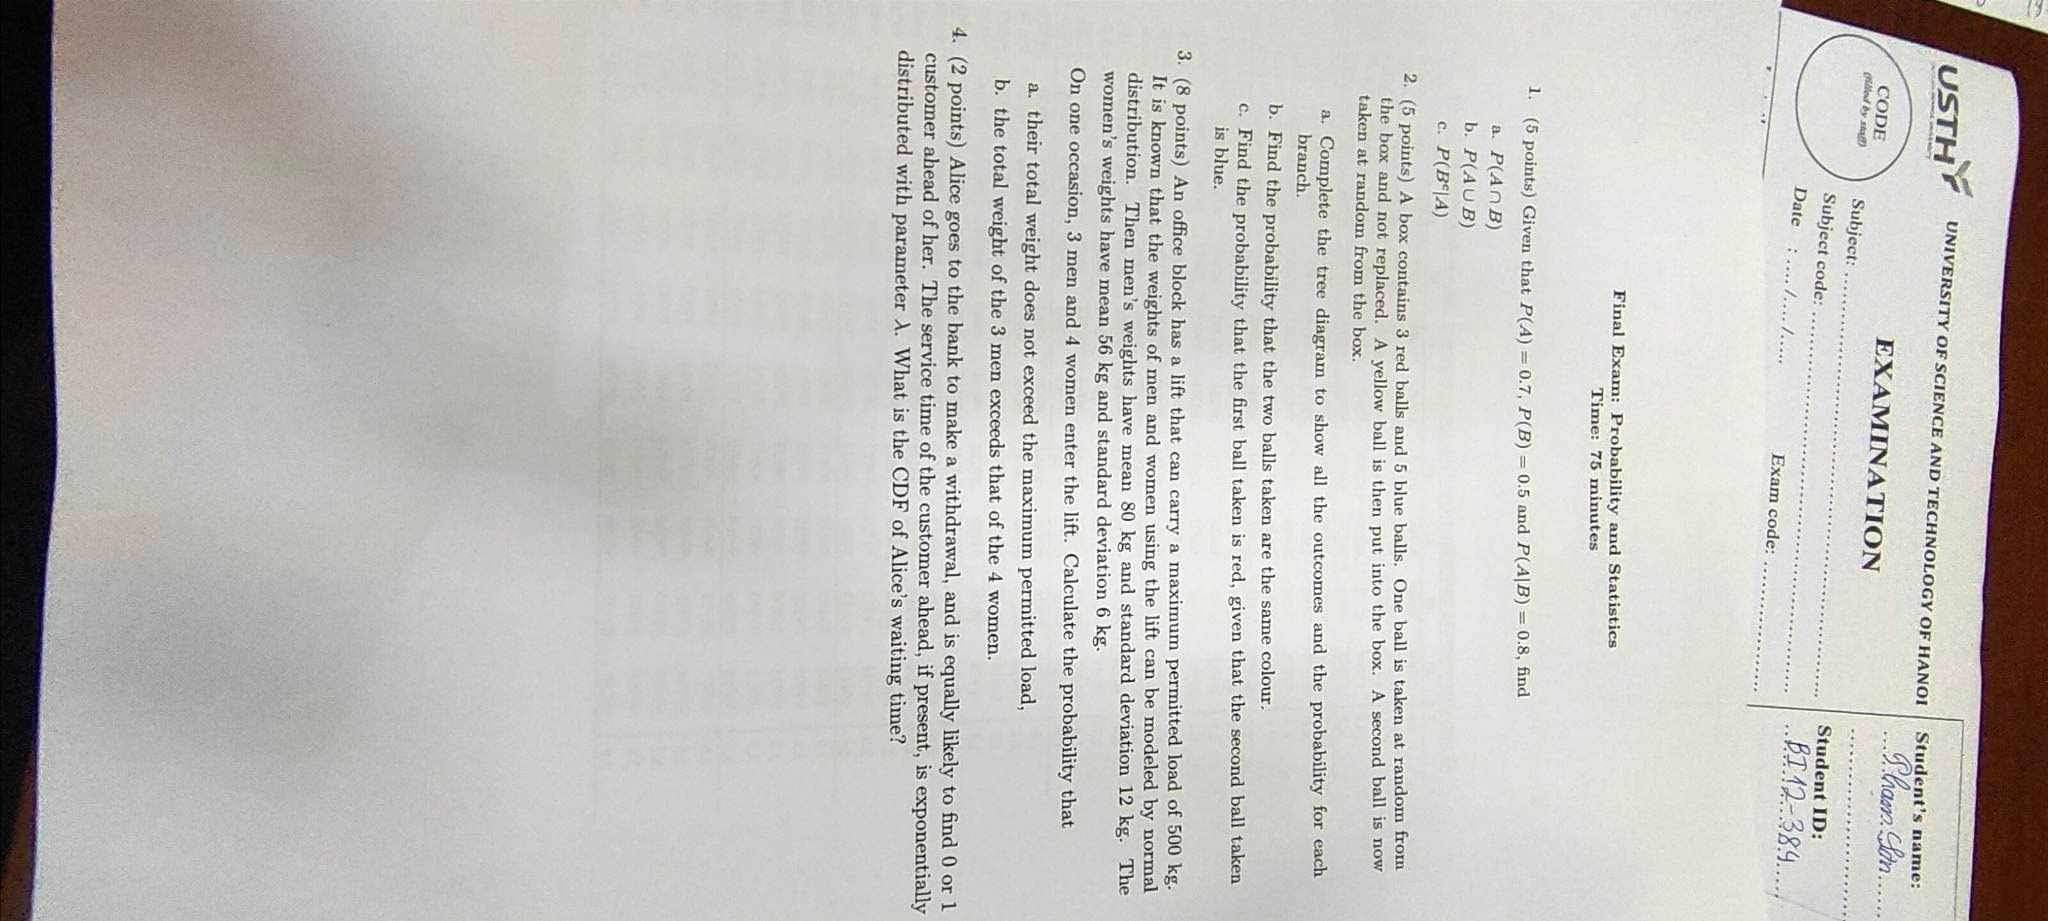 USTH
UNIVERSITY OF SCIENCE AND TECHNOLOGY OF HANOI
Student's name:
Pham Sơn
CODE
(filled by staff)
EXAMINATION
Subject: ........
Subject code: ........
Student ID:
BI12-384
Date : ..../..../.....
Exam code: ........
Final Exam: Probability and Statistics
Time: 75 minutes
1. (5 points) Given that P(A) = 0.7, P(B) = 0.5 and P(A|B) = 0.8, find
a. P(A ∩ B)
b. P(A ∪ B)
c. P(Bᶜ|A)
2. (5 points) A box contains 3 red balls and 5 blue balls. One ball is taken at random from
the box and not replaced. A yellow ball is then put into the box. A second ball is now
taken at random from the box.
a. Complete the tree diagram to show all the outcomes and the probability for each
branch.
b. Find the probability that the two balls taken are the same colour.
c. Find the probability that the first ball taken is red, given that the second ball taken
is blue.
3. (8 points) An office block has a lift that can carry a maximum permitted load of 500 kg.
It is known that the weights of men and women using the lift can be modeled by normal
distribution. Then men's weights have mean 80 kg and standard deviation 12 kg. The
women's weights have mean 56 kg and standard deviation 6 kg.
On one occasion, 3 men and 4 women enter the lift. Calculate the probability that
a. their total weight does not exceed the maximum permitted load,
b. the total weight of the 3 men exceeds that of the 4 women.
4. (2 points) Alice goes to the bank to make a withdrawal, and is equally likely to find 0 or 1
customer ahead of her. The service time of the customer ahead, if present, is exponentially
distributed with parameter λ. What is the CDF of Alice's waiting time?